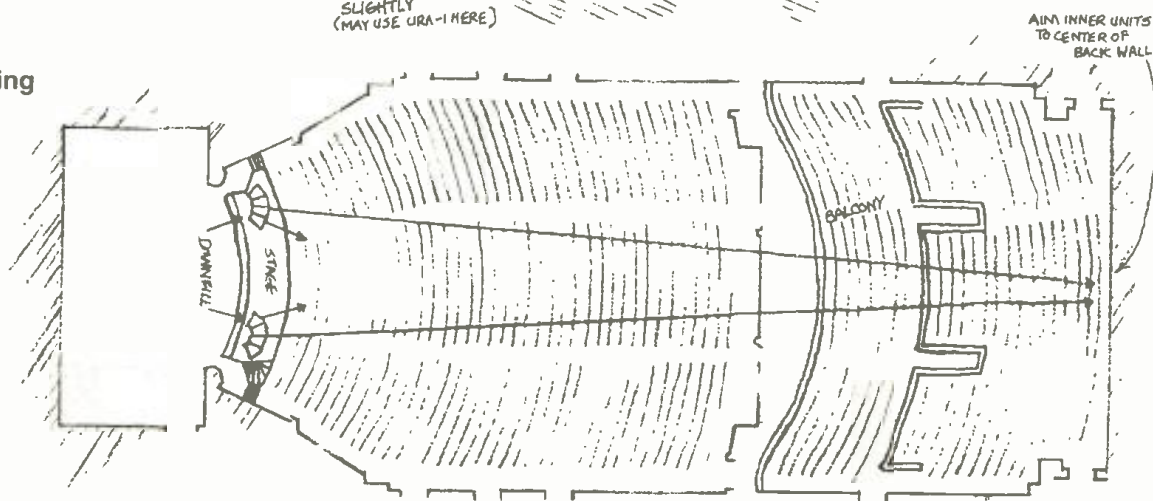 SLIGHTLY
(MAY USE URA-1 HERE)
AIM INNER UNITS
TO CENTER OF
BACK WALL
ing
BALCONY
DOWNFILL
STAGE